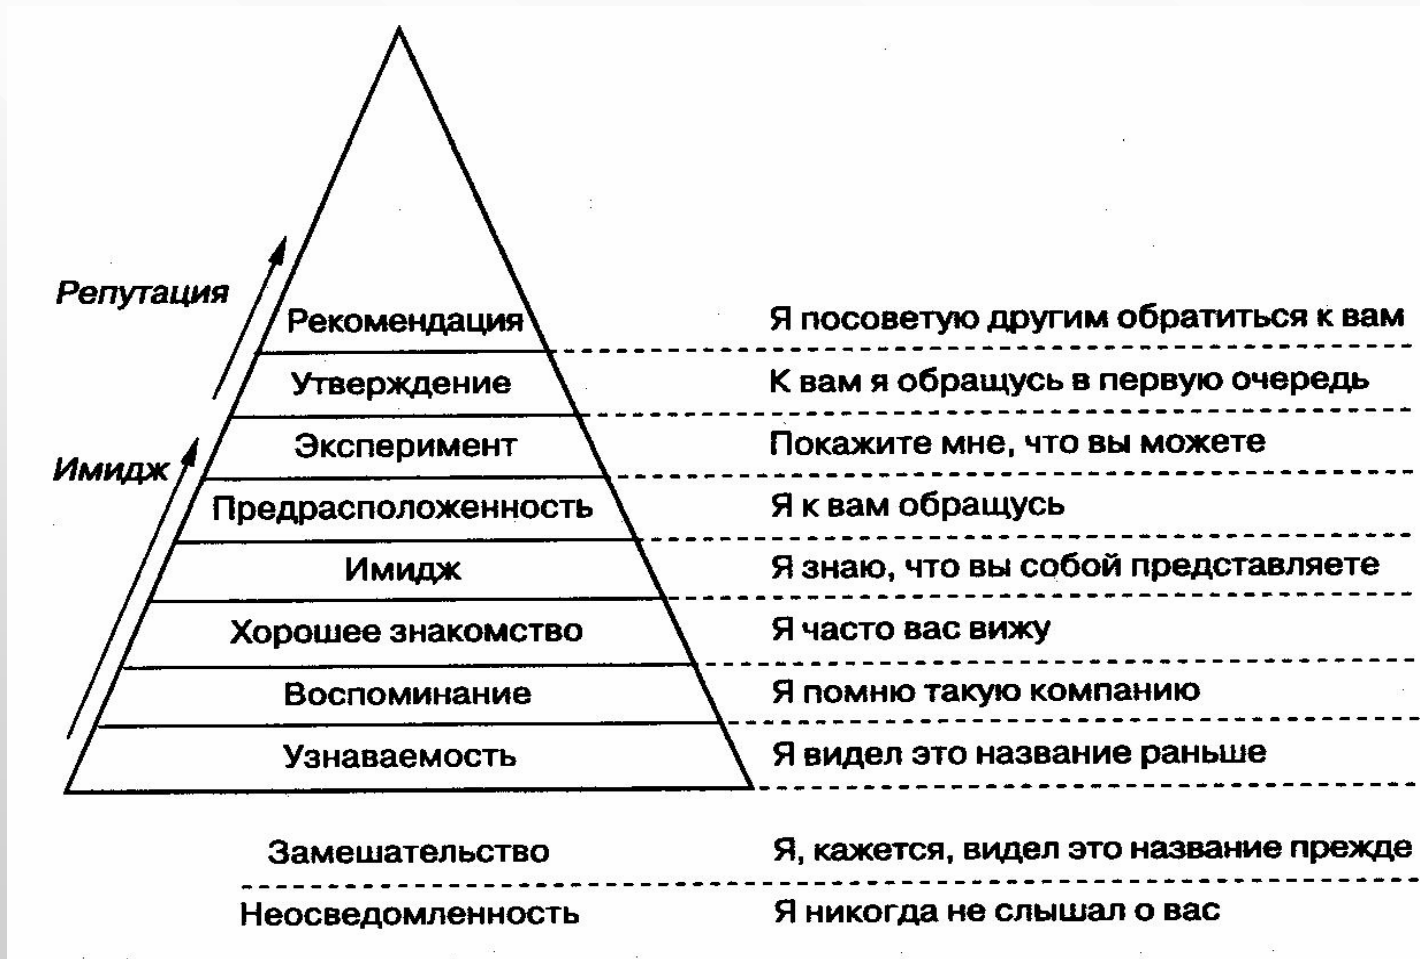 Репутация
Рекомендация Я посоветую другим обратиться к вам
Утверждение К вам я обращусь в первую очередь
Эксперимент Покажите мне, что вы можете
Имидж
Предрасположенность Я к вам обращусь
Имидж Я знаю, что вы собой представляете
Хорошее знакомство Я часто вас вижу
Воспоминание Я помню такую компанию
Узнаваемость Я видел это название раньше
Замешательство Я, кажется, видел это название прежде
Неосведомленность Я никогда не слышал о вас